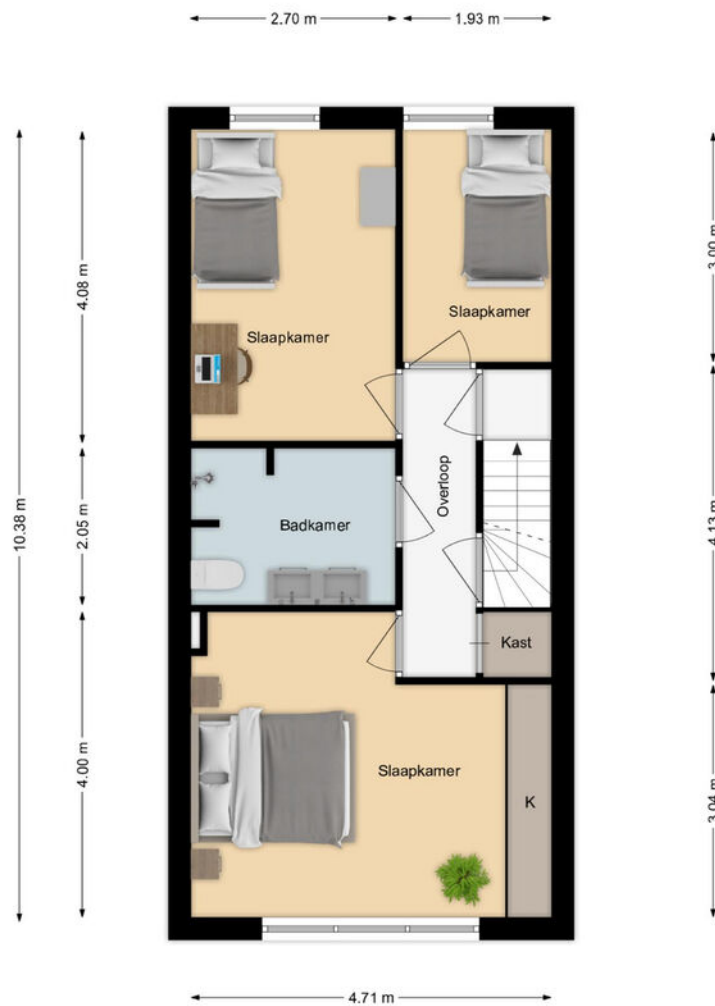 2.70 m
1.93 m
Slaapkamer
Slaapkamer
4.08 m
3.00 m
Overloop
Badkamer
10.38 m
2.05 m
4.13 m
Kast
Slaapkamer
K
4.00 m
3.04 m
4.71 m